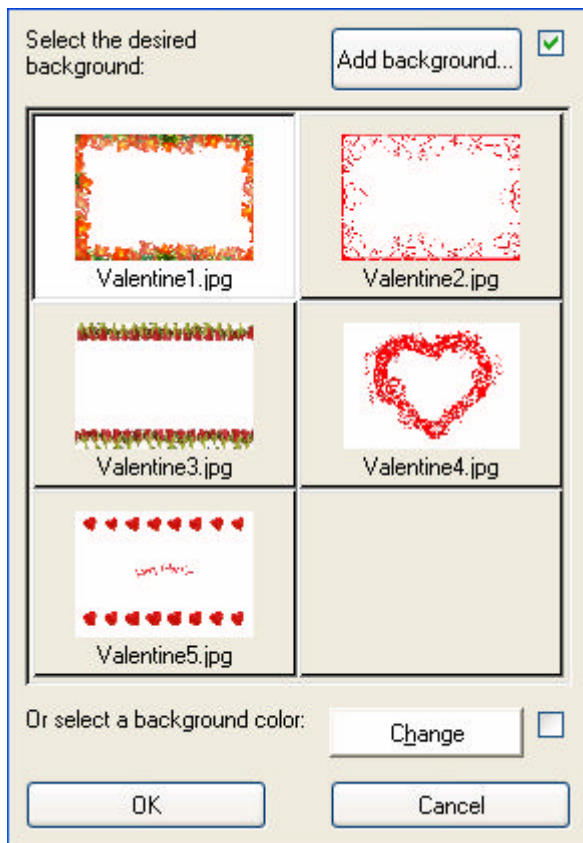 Select the desired
background:
Add background...
Valentine1.jpg
Valentine2.jpg
Valentine3.jpg
Valentine4.jpg
Valentine5.jpg
Or select a background color:
Change
OK
Cancel